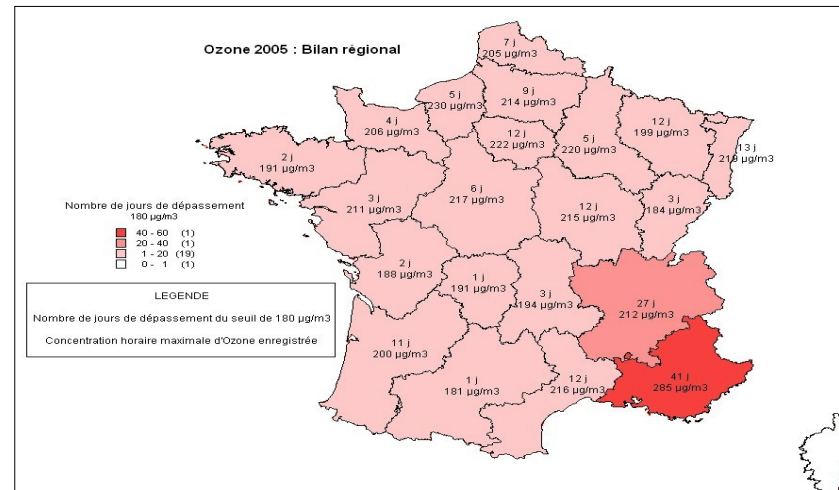 Ozone 2005 : Bilan régional
7 j
205 µg/m3
9 j
214 µg/m3
5 j
230 µg/m3
4 j
206 µg/m3
12 j
222 µg/m3
5 j
220 µg/m3
12 j
199 µg/m3
13 j
219 µg/m3
2 j
191 µg/m3
3 j
211 µg/m3
6 j
217 µg/m3
12 j
215 µg/m3
3 j
184 µg/m3
2 j
188 µg/m3
1 j
191 µg/m3
3 j
194 µg/m3
27 j
212 µg/m3
11 j
200 µg/m3
1 j
181 µg/m3
12 j
216 µg/m3
41 j
285 µg/m3
Nombre de jours de dépassement
180 µg/m3
40 - 60 (1)
20 - 40 (1)
1 - 20 (19)
0 - 1 (1)
LEGENDE
Nombre de jours de dépassement du seuil de 180 µg/m3
Concentration horaire maximale d'Ozone enregistrée